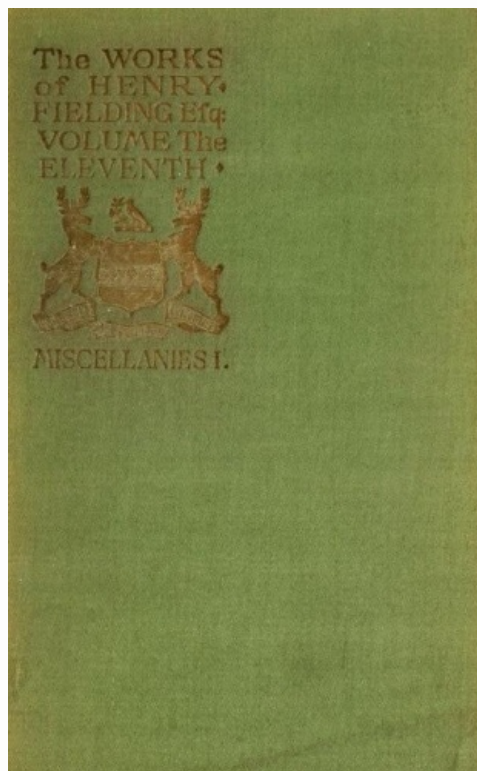 The WORKS
of HENRY
FIELDING Esq:
VOLUME The
ELEVENTH
MISCELLANIES I.